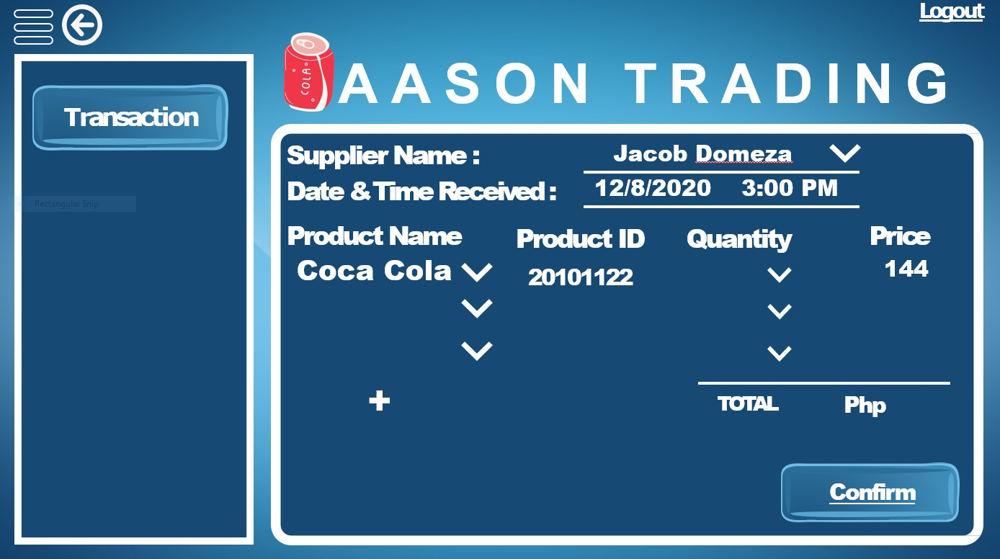 Logout
COLA
AASON TRADING
Transaction
Supplier Name : Jacob Domeza
Date & Time Received : 12/8/2020 3:00 PM
Rectangular Snip
Product Name Product ID Quantity Price
Coca Cola 20101122 144
+
TOTAL Php
Confirm